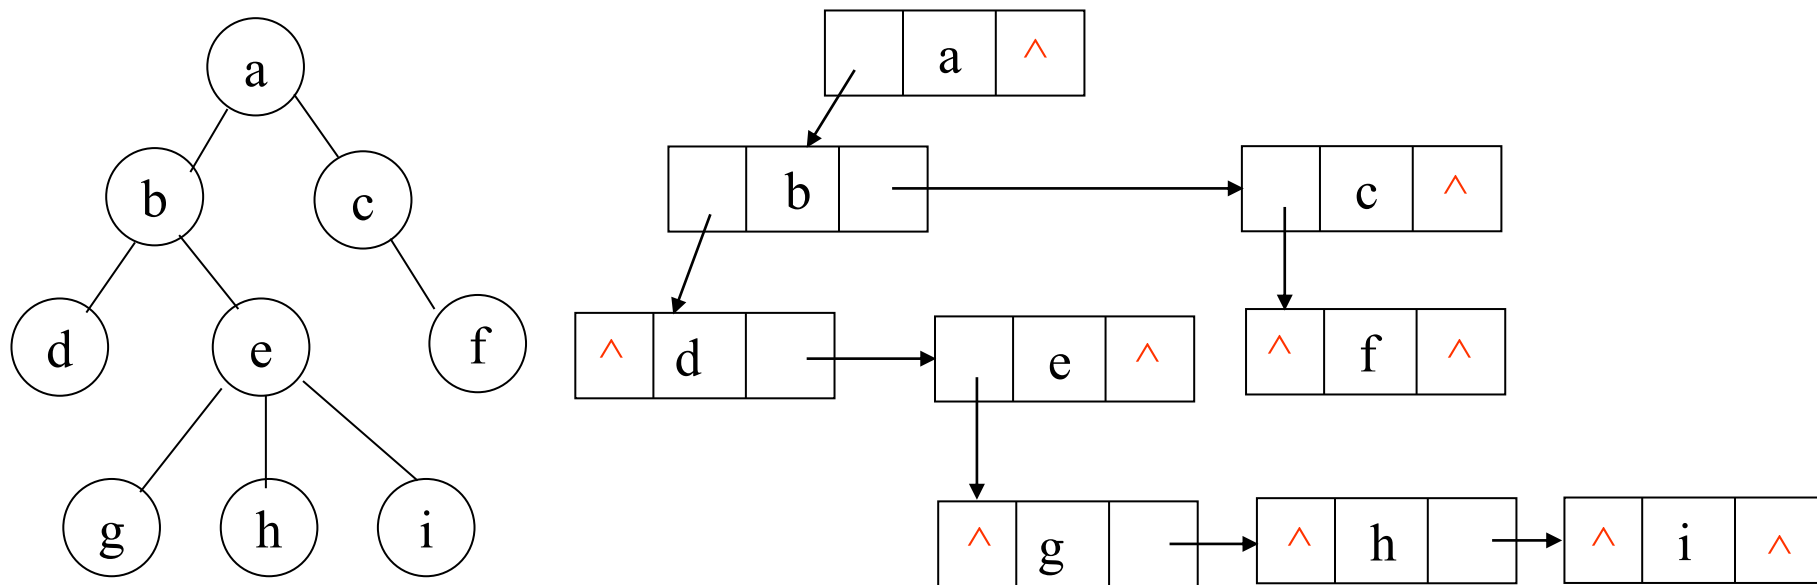 a
b c
d e f
g h i
a ^
b c ^
^ d e ^ ^ f ^
^ g ^ h ^ i ^